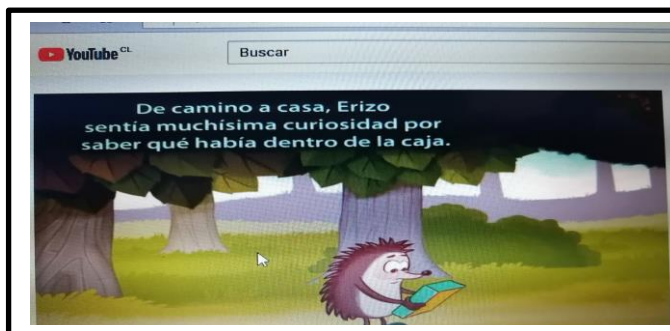 YouTube CL
Buscar
De camino a casa, Erizo
sentía muchísima curiosidad por
saber qué había dentro de la caja.